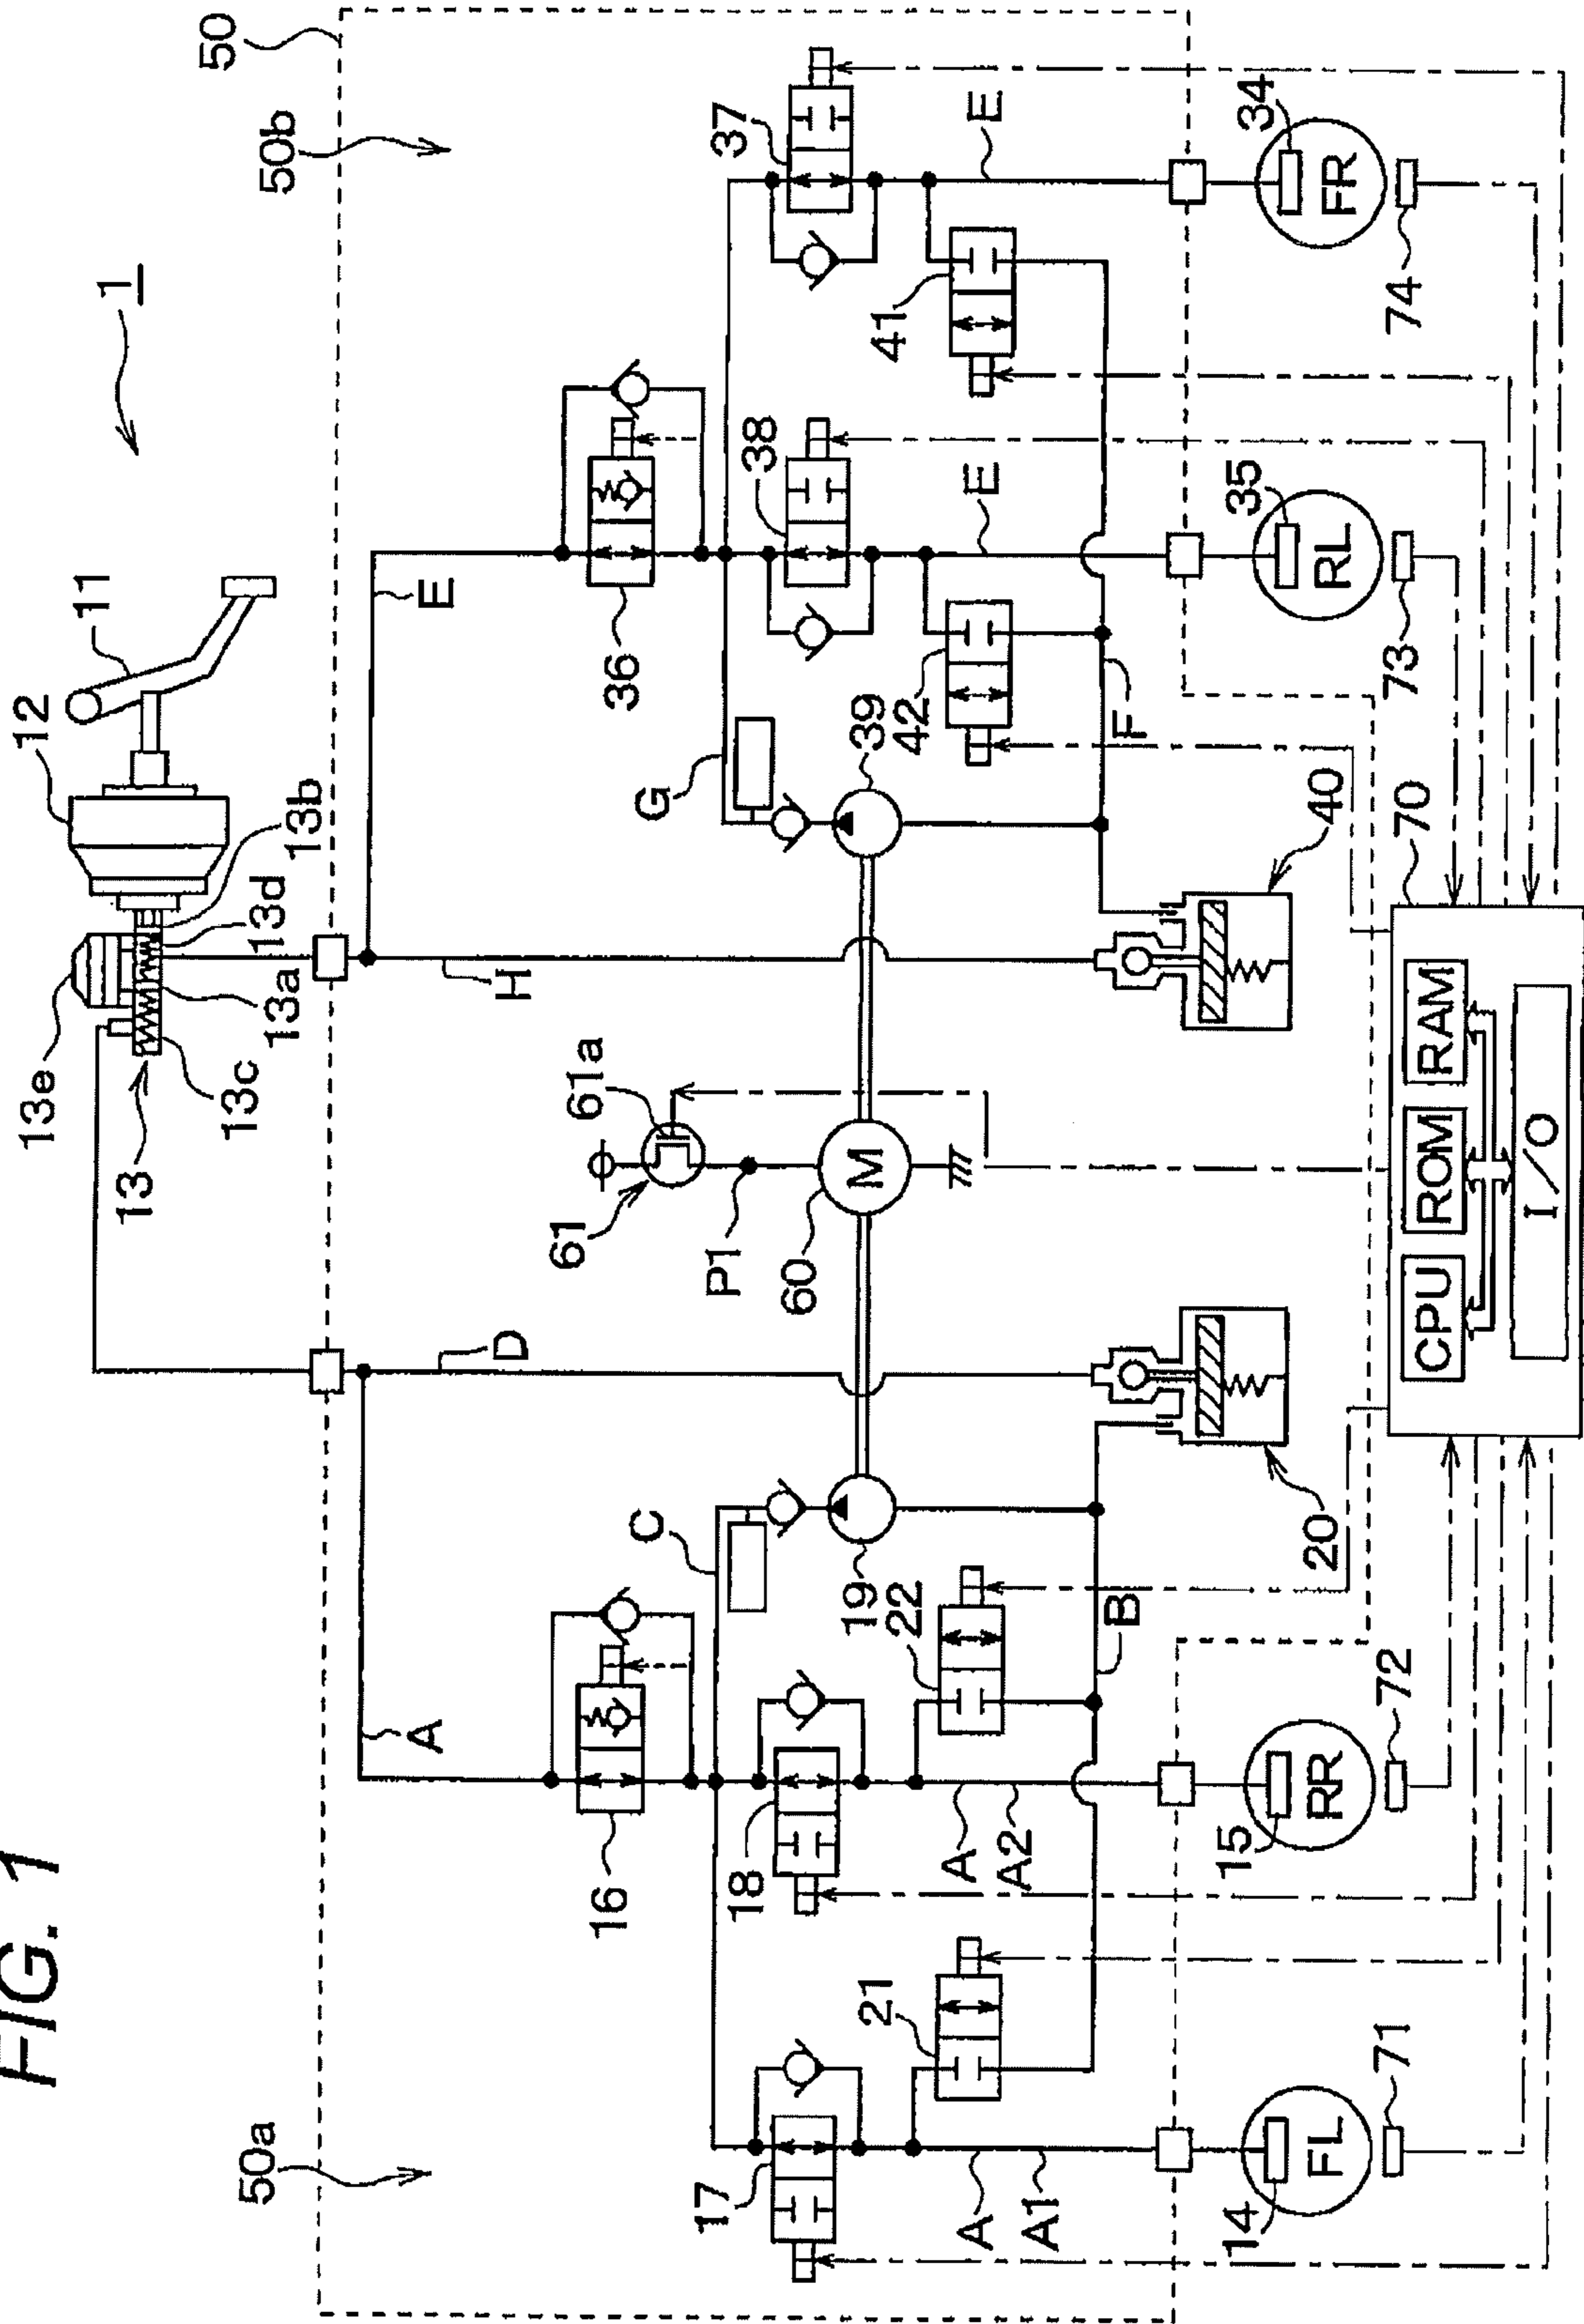 FIG. 1
1
11
12
13
13a
13b
13c
13d
13e
50
50a
50b
A
D
E
H
16
36
C
G
61
61a
P1
60
M
17
18
19
22
21
37
38
39
42
41
A
A1
A
A2
B
E
E
F
20
40
14
FL
15
RR
35
RL
34
FR
71
72
73
74
70
CPU
ROM
RAM
I/O